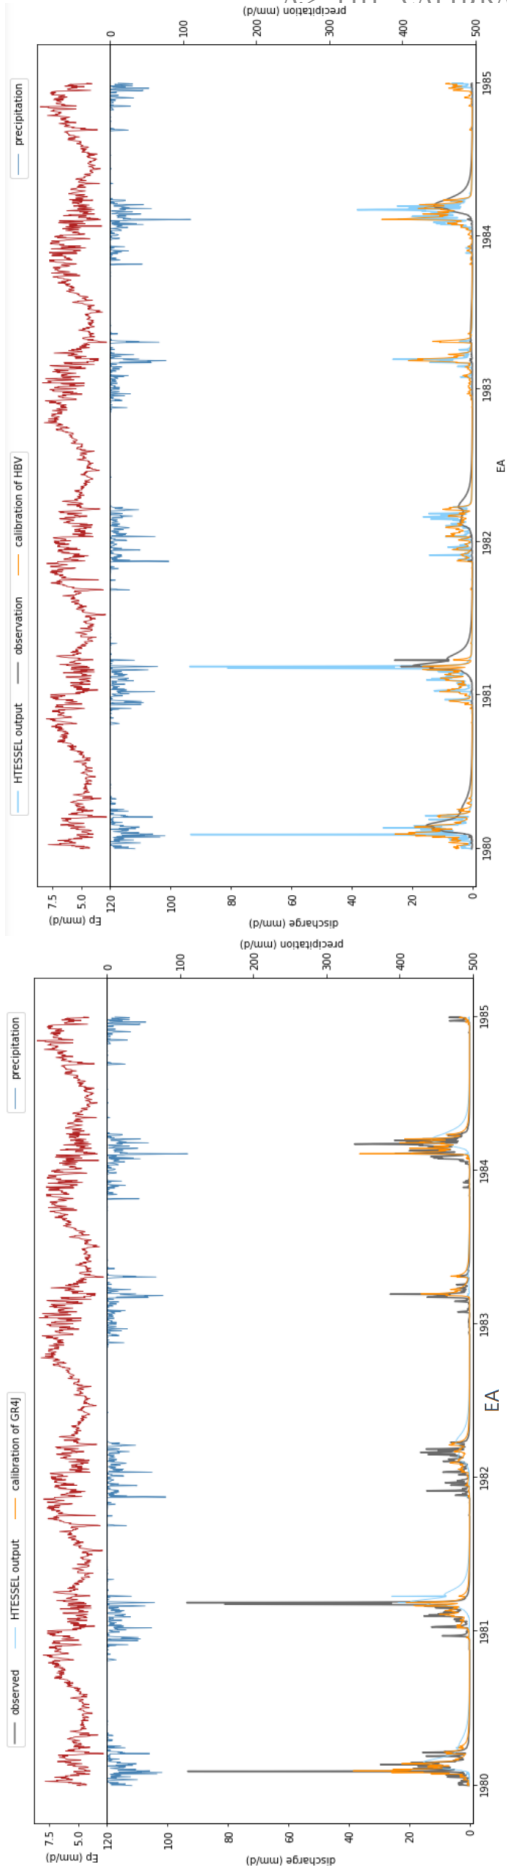 HTESSEL output
observation
calibration of HBV
precipitation
Ep (mm/d)
7.5
5.0
discharge (mm/d)
120
100
80
60
40
20
0
precipitation (mm/d)
0
100
200
300
400
500
1980
1981
1982
1983
1984
1985
EA
observed
HTESSEL output
calibration of GR4J
precipitation
Ep (mm/d)
7.5
5.0
discharge (mm/d)
120
100
80
60
40
20
0
precipitation (mm/d)
0
100
200
300
400
500
1980
1981
1982
1983
1984
1985
EA